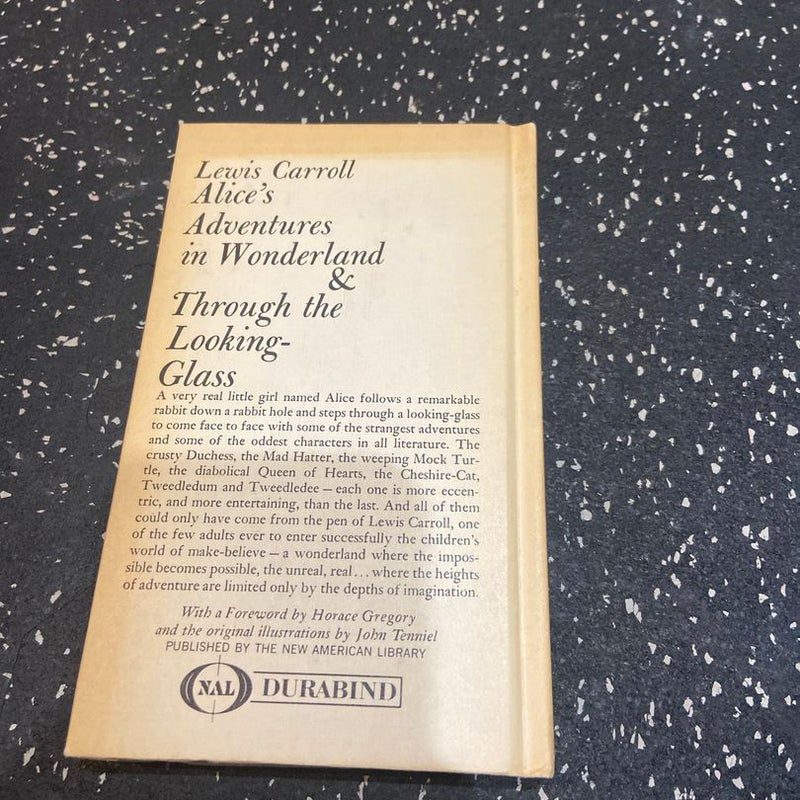 Lewis Carroll
Alice's
Adventures
in Wonderland
&
Through the
Looking-
Glass
A very real little girl named Alice follows a remarkable
rabbit down a rabbit hole and steps through a looking-glass
to come face to face with some of the strangest adventures
and some of the oddest characters in all literature. The
crusty Duchess, the Mad Hatter, the weeping Mock Tur-
tle, the diabolical Queen of Hearts, the Cheshire-Cat,
Tweedledum and Tweedledee — each one is more eccen-
tric, and more entertaining, than the last. And all of them
could only have come from the pen of Lewis Carroll, one
of the few adults ever to enter successfully the children's
world of make-believe — a wonderland where the impos-
sible becomes possible, the unreal, real... where the heights
of adventure are limited only by the depths of imagination.
With a Foreword by Horace Gregory
and the original illustrations by John Tenniel
PUBLISHED BY THE NEW AMERICAN LIBRARY
NAL DURABIND